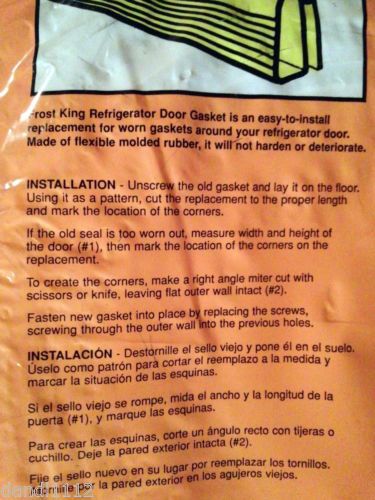 Frost King Refrigerator Door Gasket is an easy-to-install
replacement for worn gaskets around your refrigerator door.
Made of flexible molded rubber, it will not harden or deteriorate.
INSTALLATION - Unscrew the old gasket and lay it on the floor.
Using it as a pattern, cut the replacement to the proper length
and mark the location of the corners.
If the old seal is too worn out, measure width and height of
the door (#1), then mark the location of the corners on the
replacement.
To create the corners, make a right angle miter cut with
scissors or knife, leaving flat outer wall intact (#2).
Fasten new gasket into place by replacing the screws,
screwing through the outer wall into the previous holes.
INSTALACIÓN - Destornille el sello viejo y pone él en el suelo.
Úselo como patrón para cortar el reemplazo a la medida y
marcar la situación de las esquinas.
Si el sello viejo se rompe, mida el ancho y la longitud de la
puerta (#1), y marque las esquinas.
Para crear las esquinas, corte un ángulo recto con tijeras o
cuchillo. Deje la pared exterior intacta (#2).
Fije el sello nuevo en su lugar por reemplazar los tornillos.
por la pared exterior en los agujeros viejos.